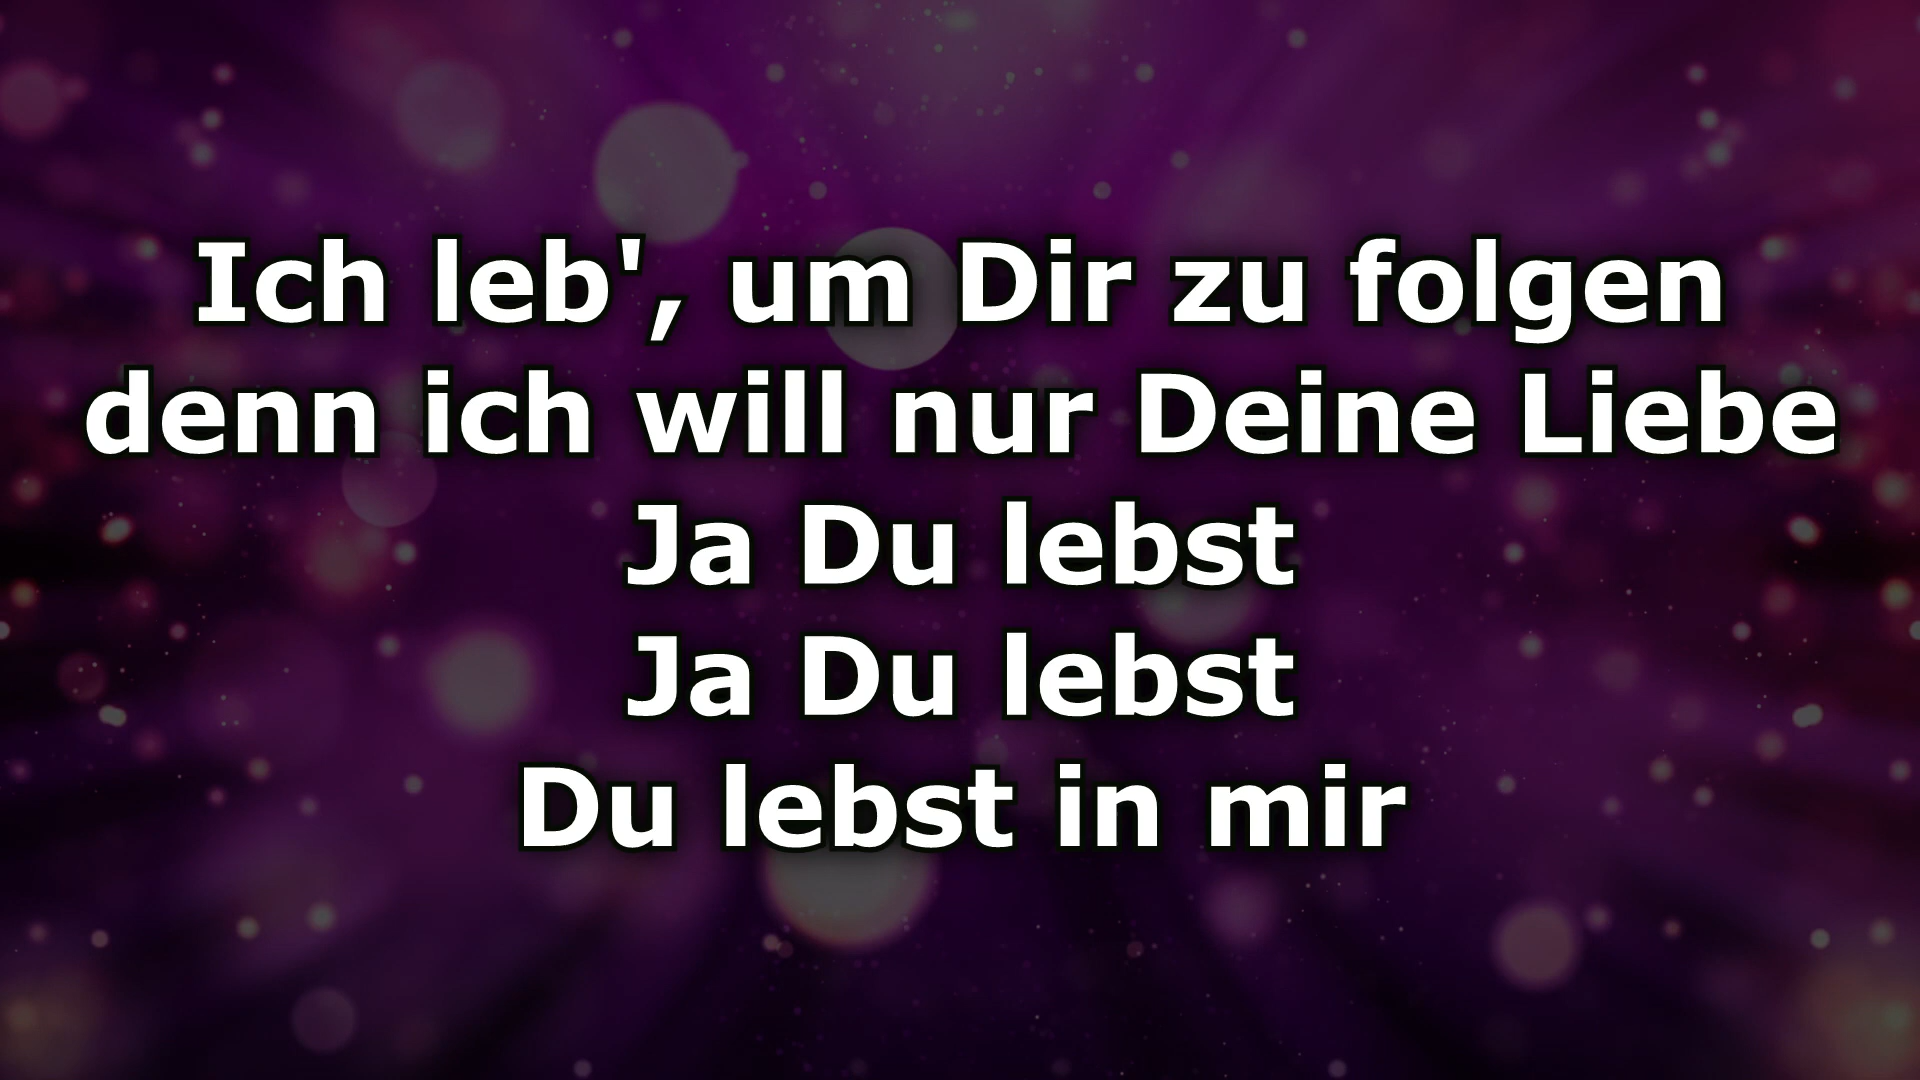 Ich leb', um Dir zu folgen
denn ich will nur Deine Liebe
Ja Du lebst
Ja Du lebst
Du lebst in mir